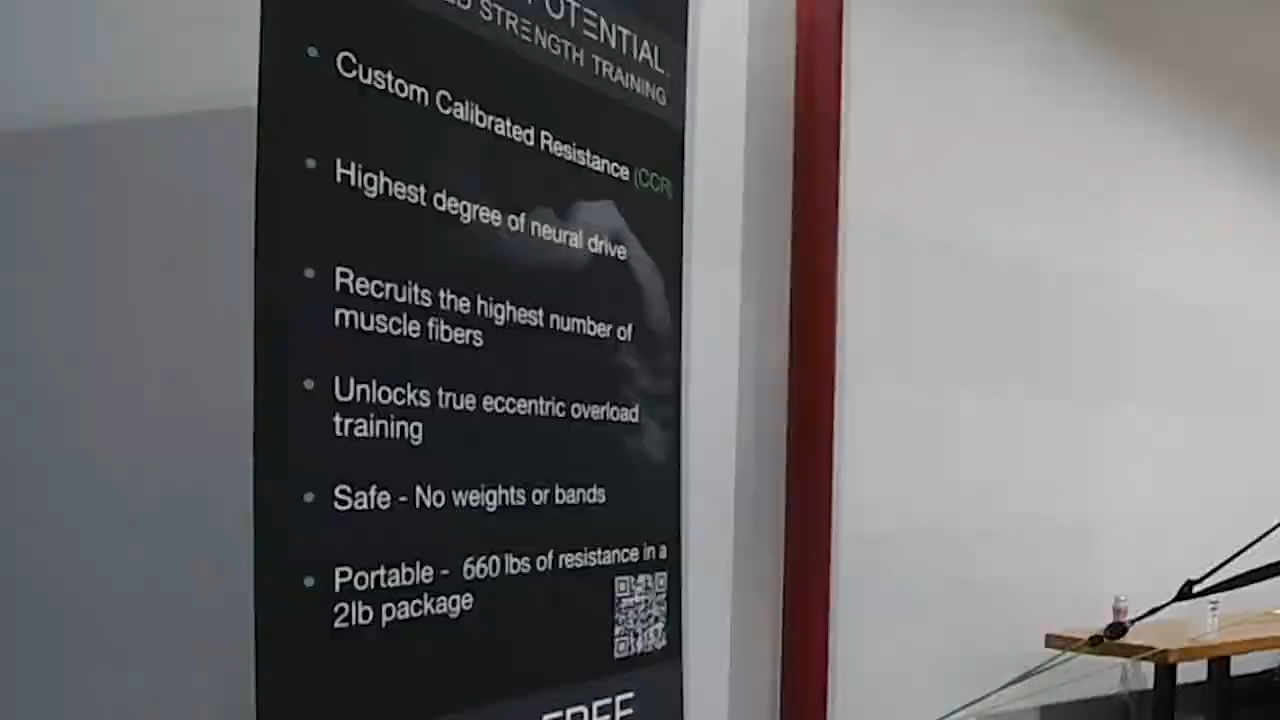 POTENTIAL.
STRENGTH TRAINING
• Custom Calibrated Resistance (CCR)
• Highest degree of neural drive
• Recruits the highest number of
muscle fibers
• Unlocks true eccentric overload
training
• Safe - No weights or bands
• Portable - 660 lbs of resistance in a
2lb package
FREE